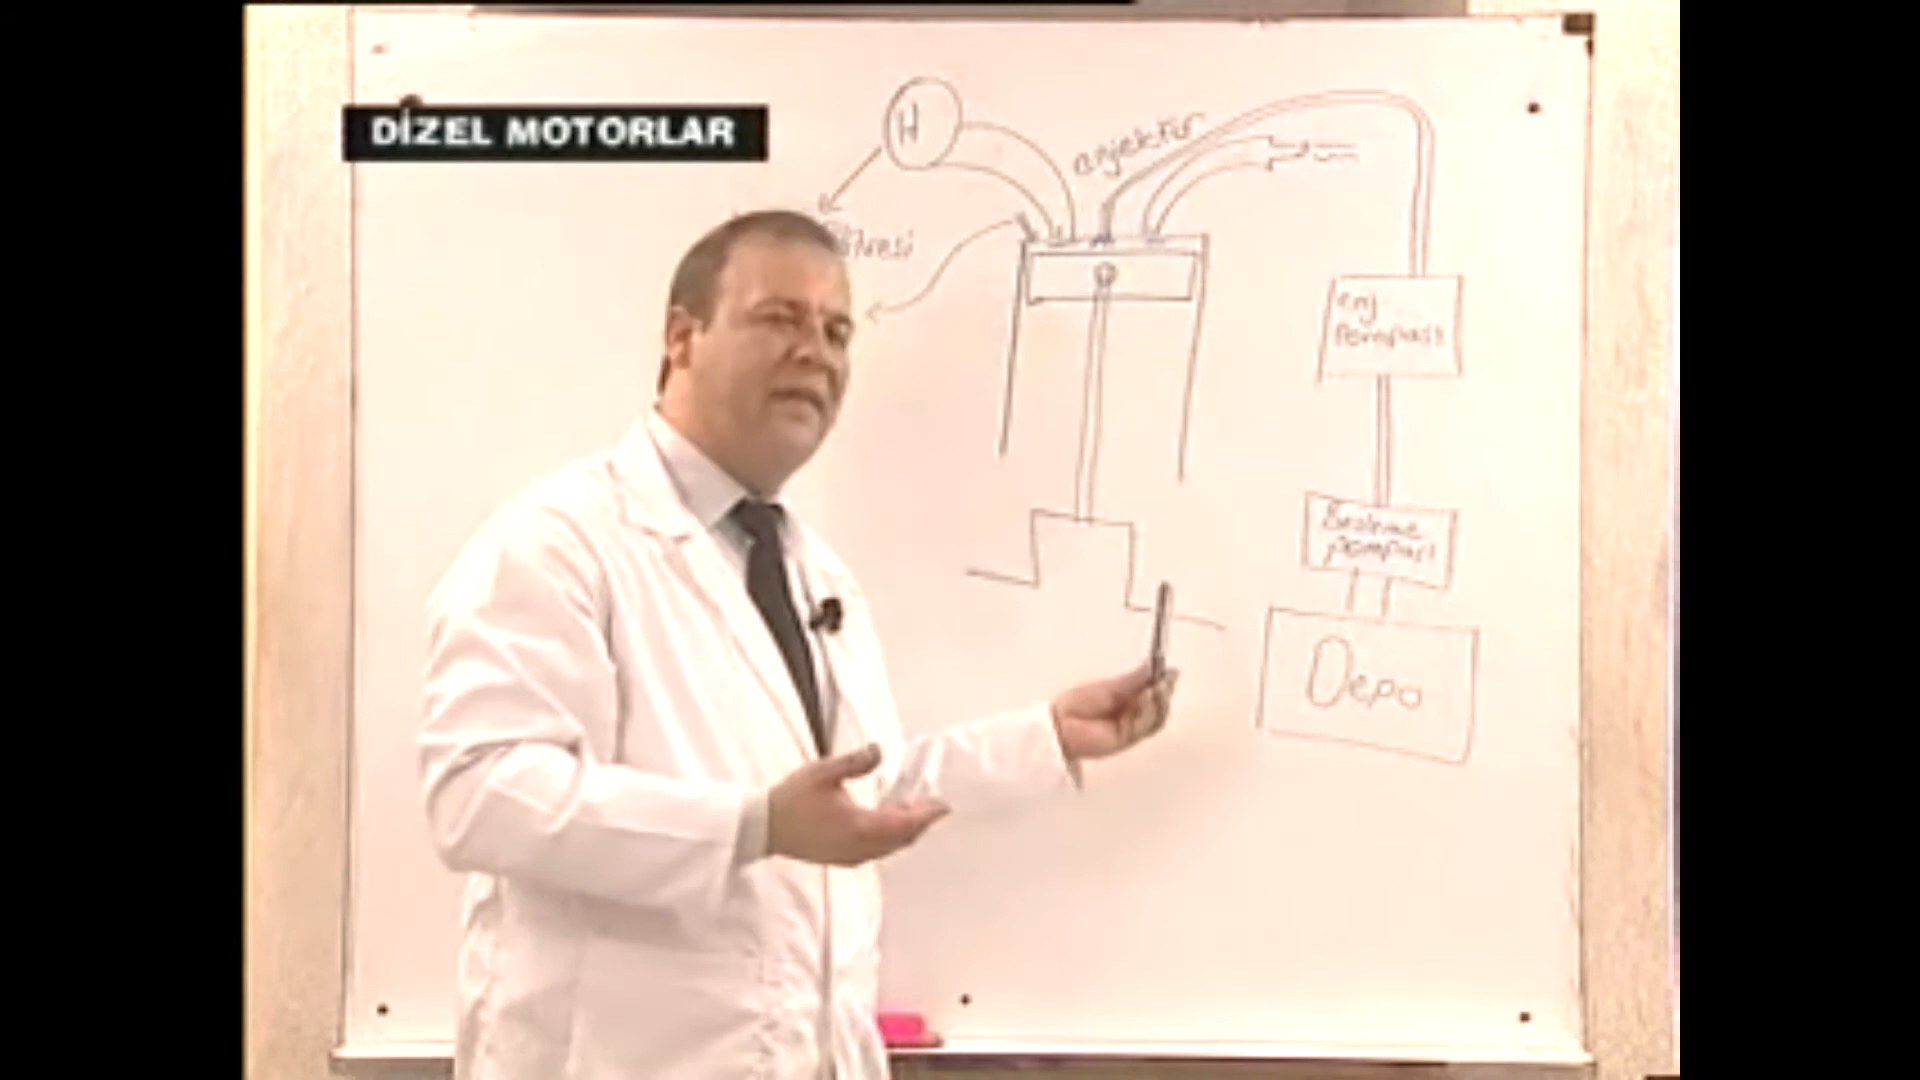 DİZEL MOTORLAR
H
enjektör
enj.
Pompası
Besleme
pompası
Depo